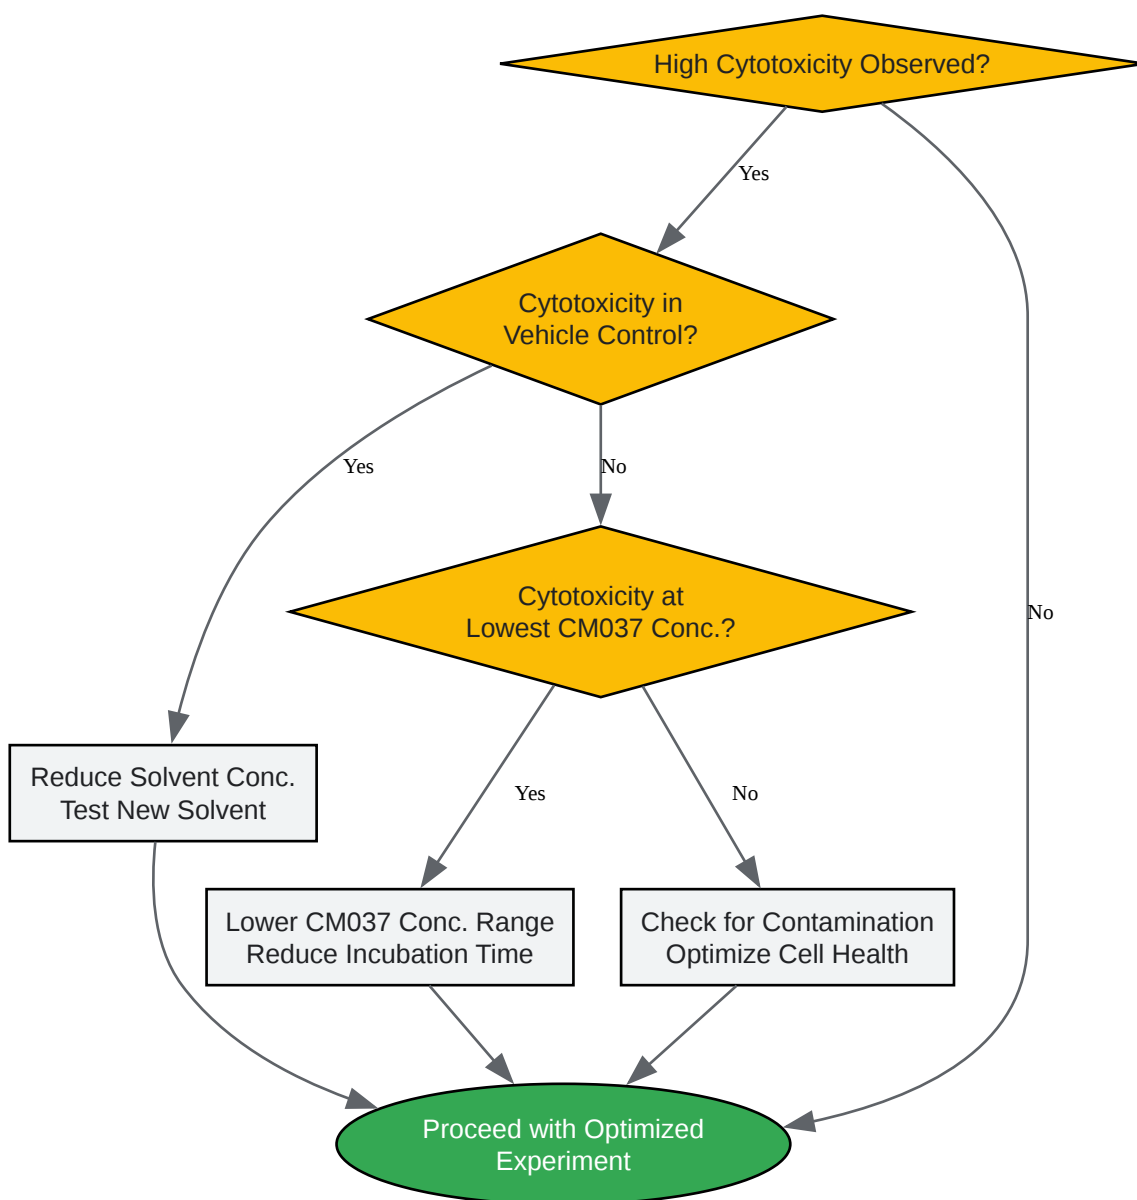 High Cytotoxicity Observed?
Yes
Cytotoxicity in
Vehicle Control?
Yes
No
Cytotoxicity at
Lowest CM037 Conc.?
No
Reduce Solvent Conc.
Test New Solvent
Yes
No
Lower CM037 Conc. Range
Reduce Incubation Time
Check for Contamination
Optimize Cell Health
Proceed with Optimized
Experiment